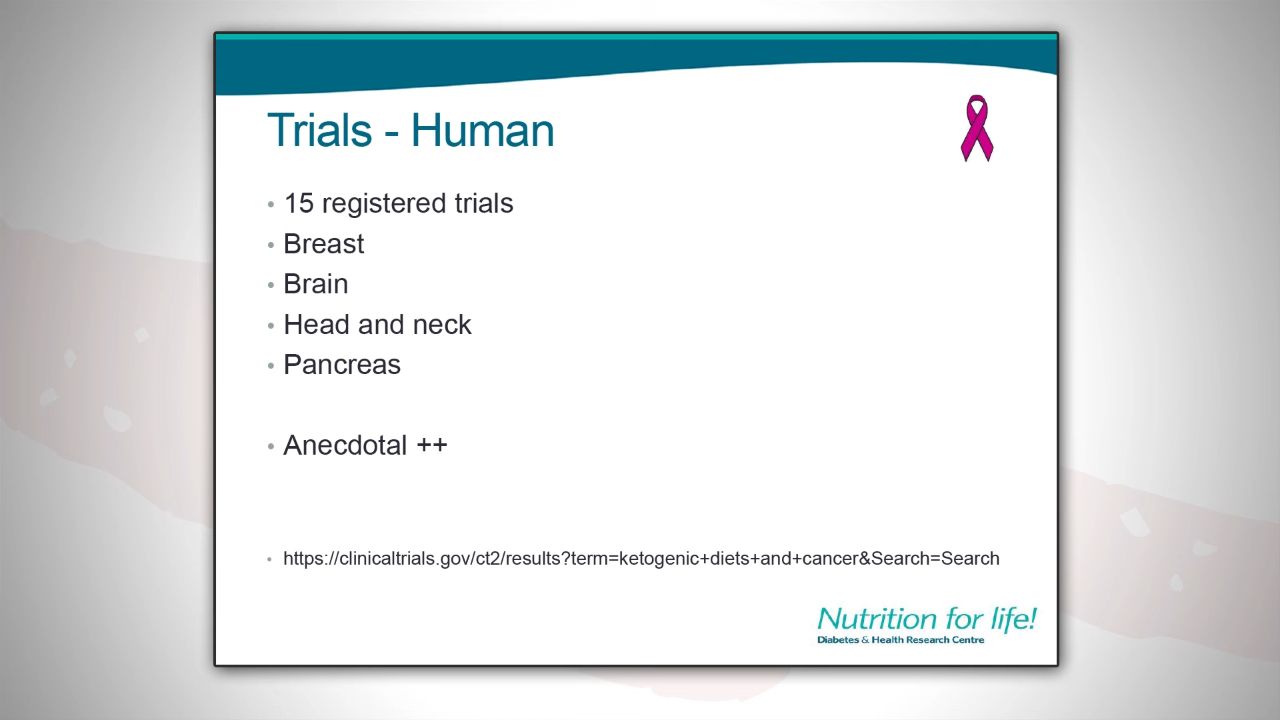 Trials - Human
• 15 registered trials
• Breast
• Brain
• Head and neck
• Pancreas
• Anecdotal ++
• https://clinicaltrials.gov/ct2/results?term=ketogenic+diets+and+cancer&Search=Search
Nutrition for life!
Diabetes & Health Research Centre